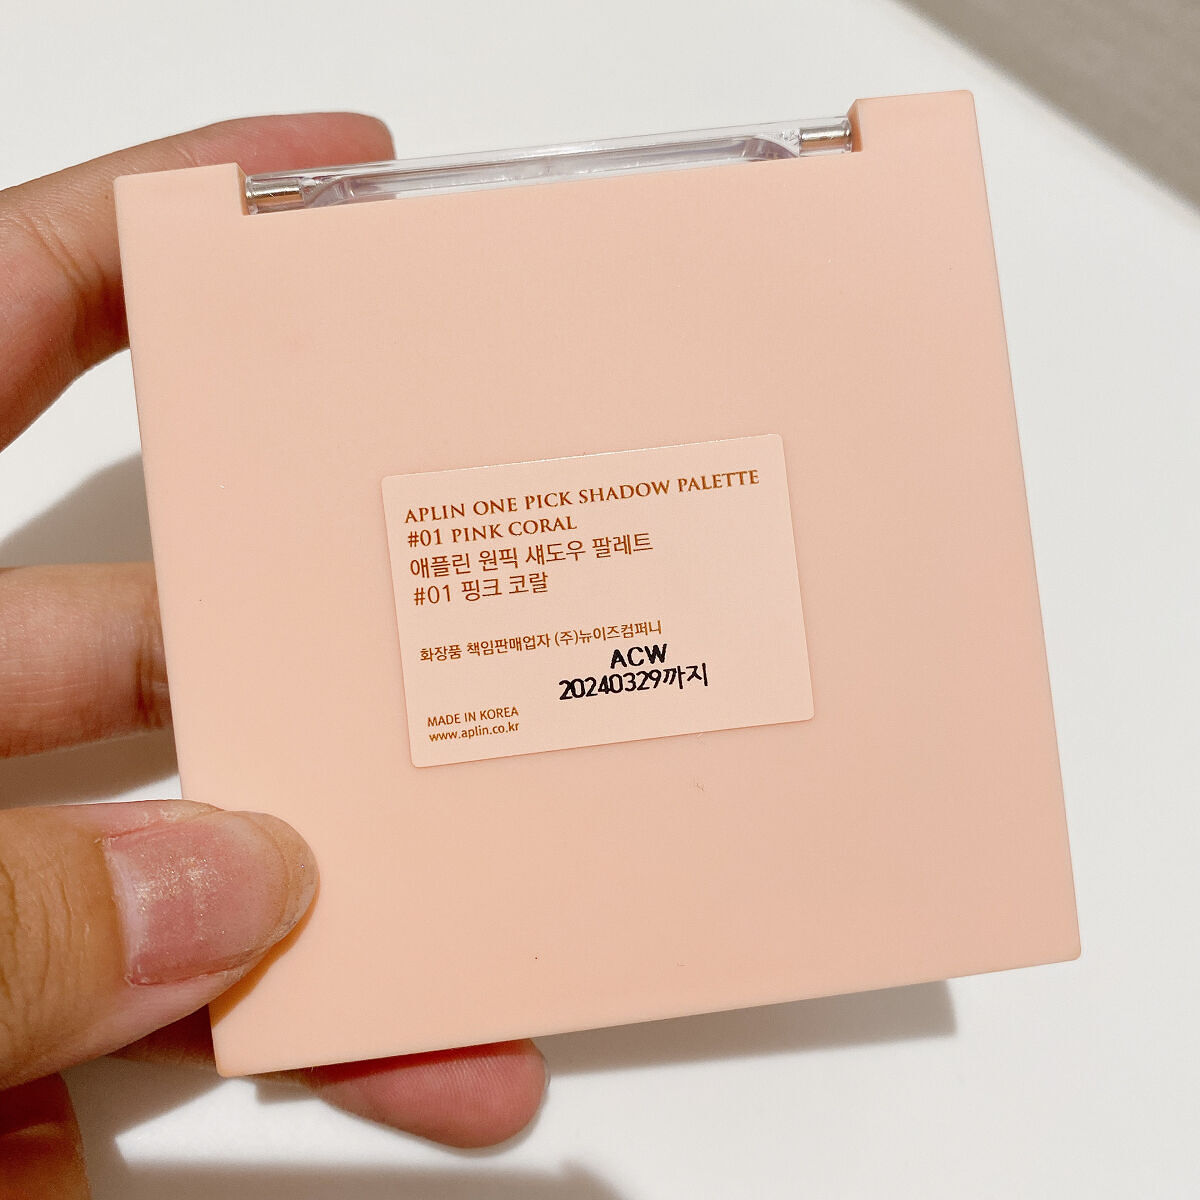 APLIN ONE PICK SHADOW PALETTE
#01 PINK CORAL
애플린 원픽 섀도우 팔레트
#01 핑크 코랄
화장품 책임판매업자 (주)뉴이즈컴퍼니
ACW
20240329까지
MADE IN KOREA
www.aplin.co.kr